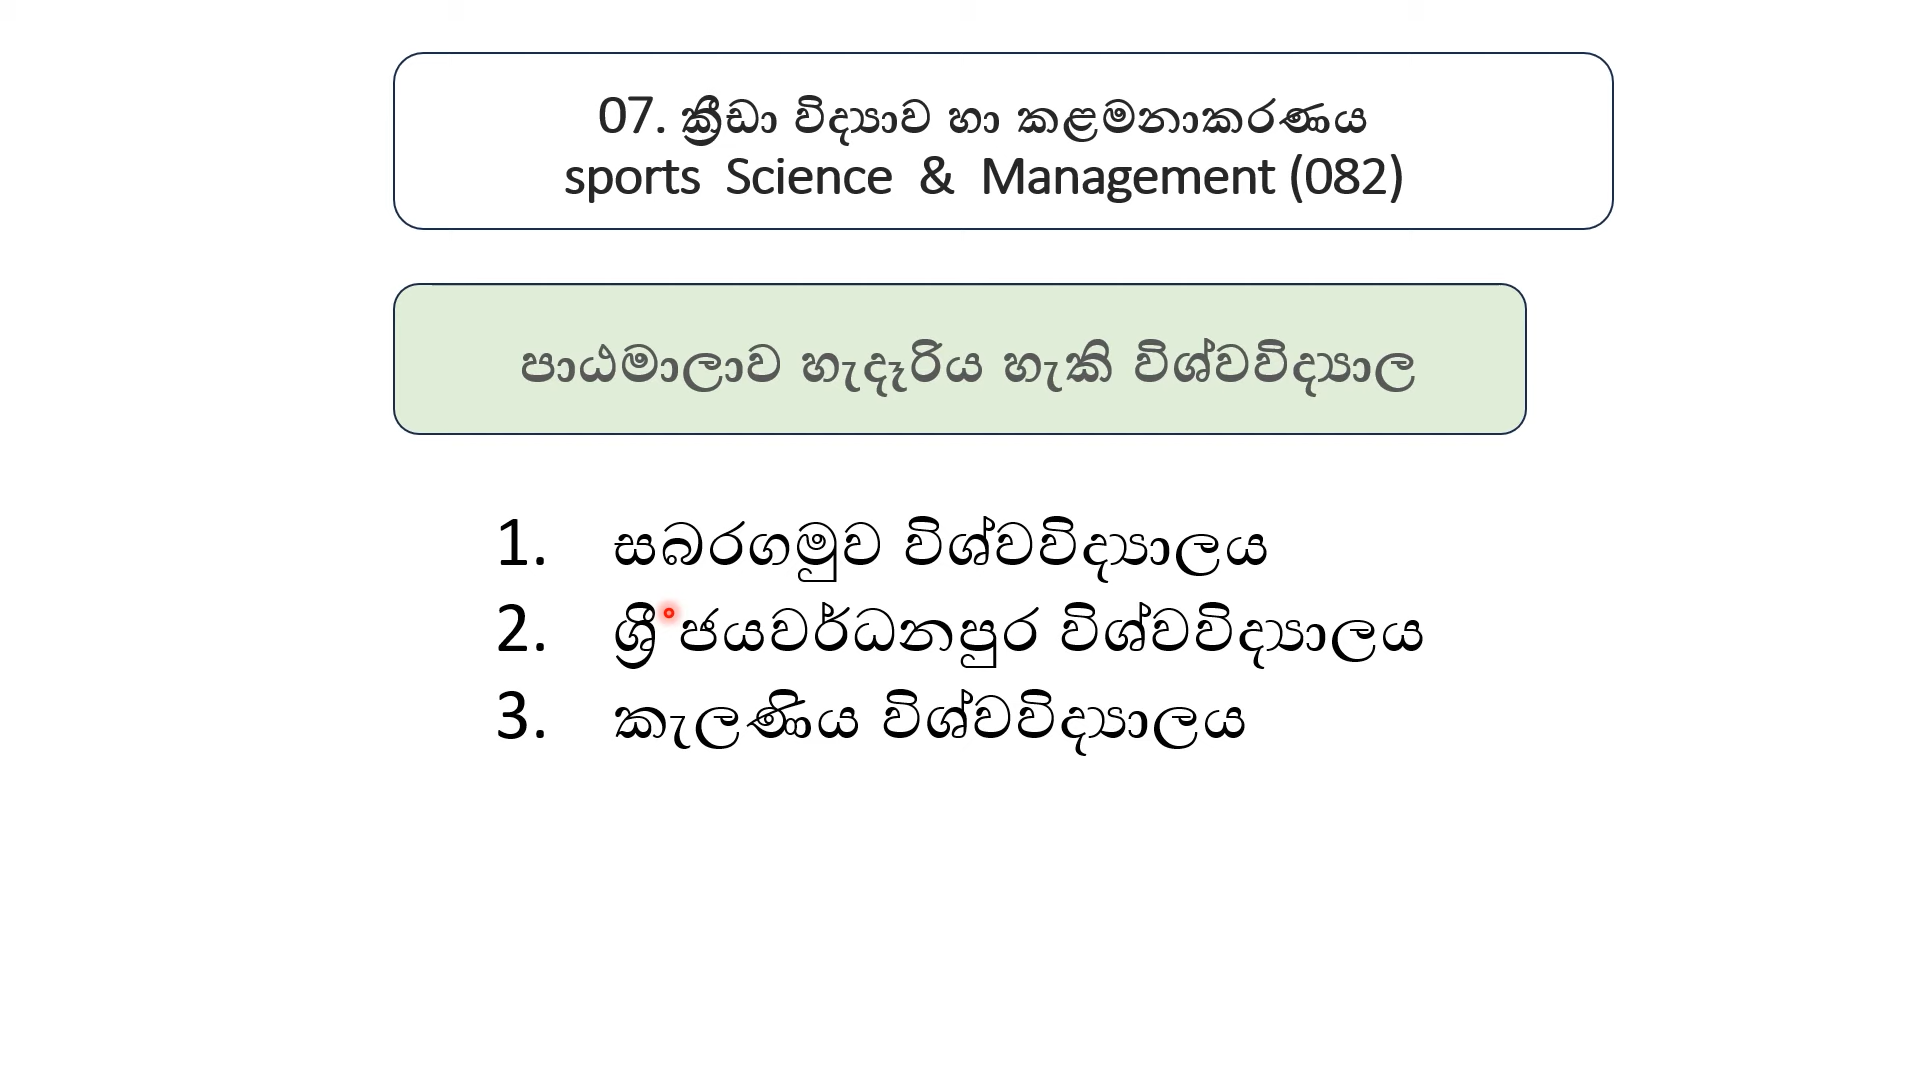 07. ක්‍රීඩා විද්‍යාව හා කළමනාකරණය
sports Science & Management (082)
පාඨමාලාව හැදෑරිය හැකි විශ්වවිද්‍යාල
1. සබරගමුව විශ්වවිද්‍යාලය
2. ශ්‍රී ජයවර්ධනපුර විශ්වවිද්‍යාලය
3. කැලණිය විශ්වවිද්‍යාලය